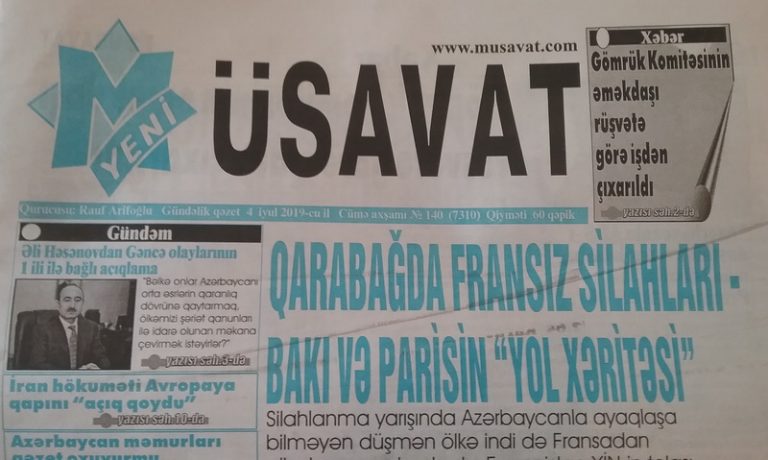 www.musavat.com
M
YENİ
ÜSAVAT
Xəbər
Gömrük Komitəsinin
əməkdaşı
rüşvətə
görə işdən
çıxarıldı
yazısı səh.2-də
Qurucusu: Rauf Arifoğlu Gündəlik qəzet 4 iyul 2019-cu il Cümə axşamı № 140 (7310) Qiyməti 60 qəpik
Gündəm
Əli Həsənovdan Gəncə olaylarının
1 ili ilə bağlı açıqlama
"Bəlkə onlar Azərbaycanı
orta əsrlərin qaranlıq
dövrünə qaytarmaq,
ölkəmizi şəriət qanunları
ilə idarə olunan məkana
çevirmək istəyirlər?"
yazısı səh.3-də
İran hökuməti Avropaya
qapını "açıq qoydu"
yazısı səh.10-da
Azərbaycan məmurları
qəzet oxuyurmu
QARABAĞDA FRANSIZ SİLAHLARI -
BAKI VƏ PARİSİN "YOL XƏRİTƏSİ"
Silahlanma yarışında Azərbaycanla ayaqlaşa
bilməyən düşmən ölkə indi də Fransadan